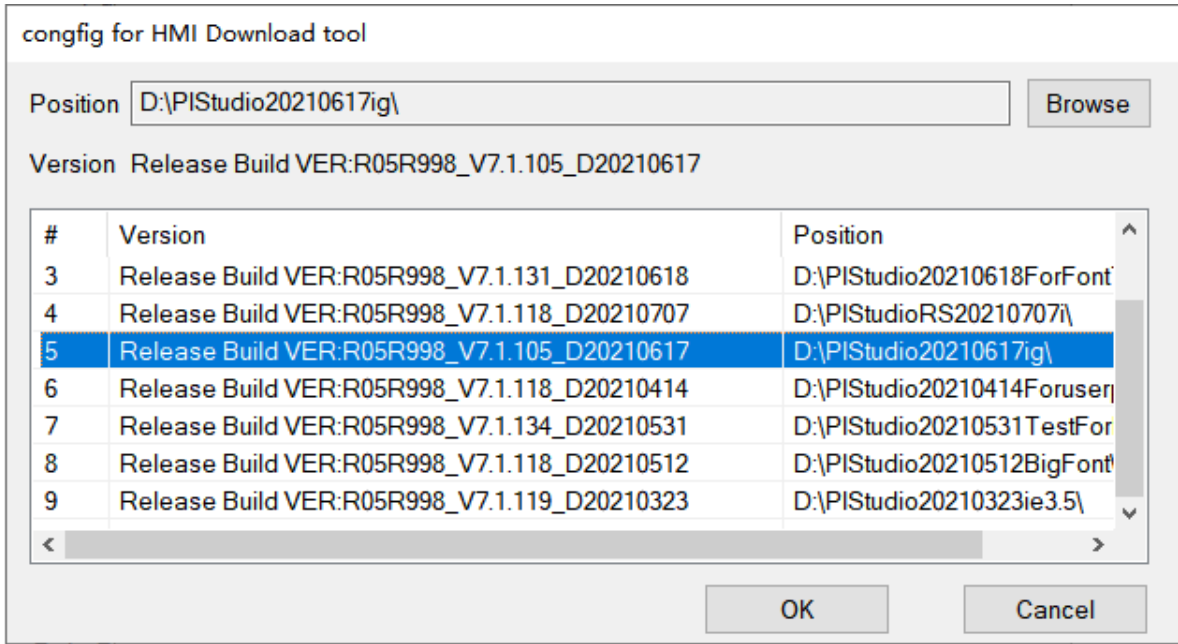 congfig for HMI Download tool
Position D:\PIStudio20210617ig\ Browse
Version Release Build VER:R05R998_V7.1.105_D20210617
# Version Position
3 Release Build VER:R05R998_V7.1.131_D20210618 D:\PIStudio20210618ForFont
4 Release Build VER:R05R998_V7.1.118_D20210707 D:\PIStudioRS20210707i\
5 Release Build VER:R05R998_V7.1.105_D20210617 D:\PIStudio20210617ig\
6 Release Build VER:R05R998_V7.1.118_D20210414 D:\PIStudio20210414Foruser
7 Release Build VER:R05R998_V7.1.134_D20210531 D:\PIStudio20210531TestFor
8 Release Build VER:R05R998_V7.1.118_D20210512 D:\PIStudio20210512BigFont
9 Release Build VER:R05R998_V7.1.119_D20210323 D:\PIStudio20210323ie3.5\
OK Cancel